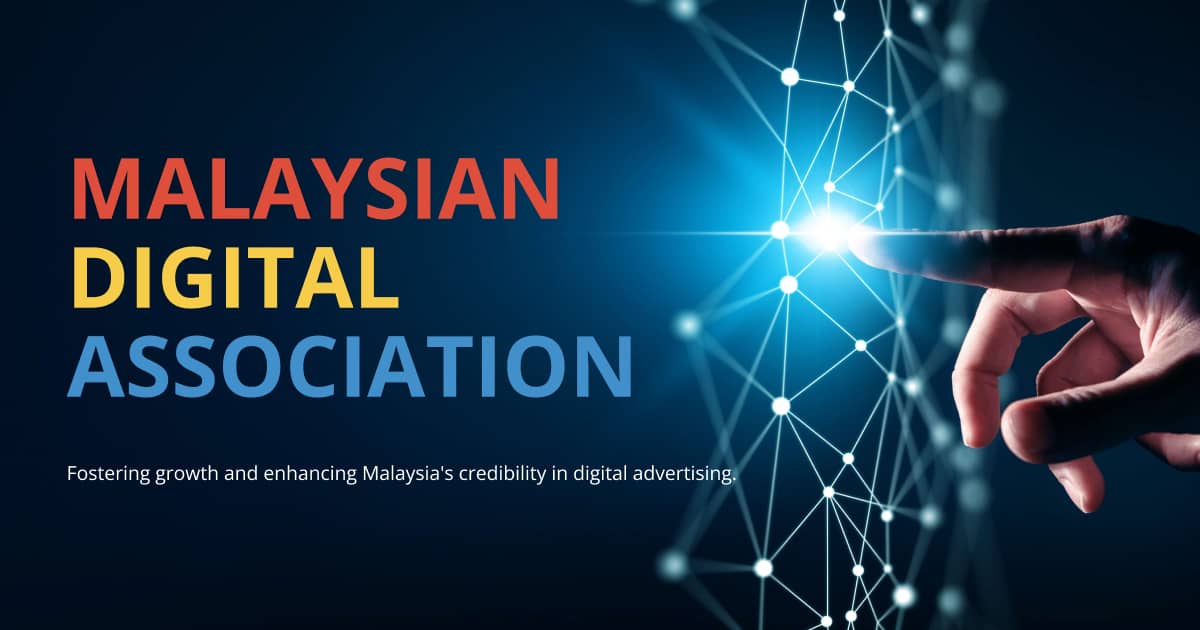 MALAYSIAN
DIGITAL
ASSOCIATION
Fostering growth and enhancing Malaysia's credibility in digital advertising.